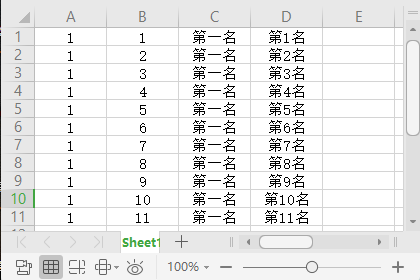 A B C D E
1 1 1 第一名 第1名
2 1 2 第一名 第2名
3 1 3 第一名 第3名
4 1 4 第一名 第4名
5 1 5 第一名 第5名
6 1 6 第一名 第6名
7 1 7 第一名 第7名
8 1 8 第一名 第8名
9 1 9 第一名 第9名
10 1 10 第一名 第10名
11 1 11 第一名 第11名
Sheet1
100%